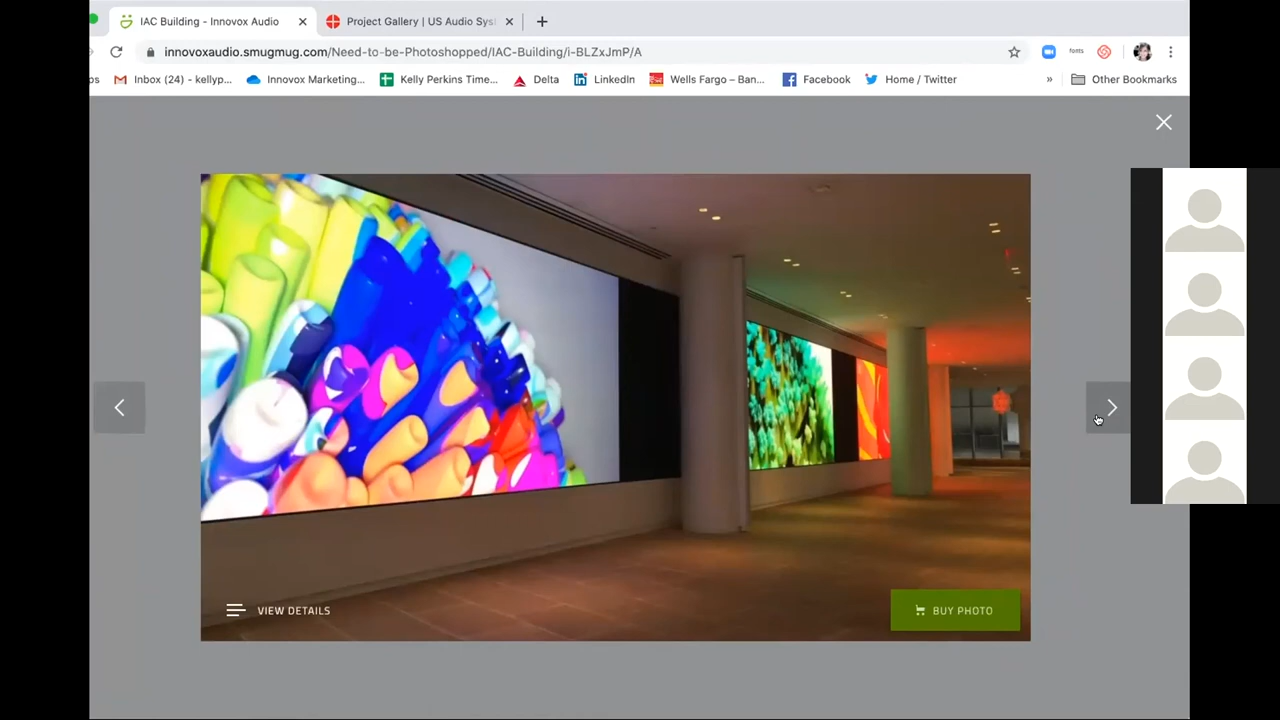 IAC Building - Innovox Audio
Project Gallery | US Audio Sys
innovoxaudio.smugmug.com/Need-to-be-Photoshopped/IAC-Building/i-BLZxJmP/A
fonts
ps
Inbox (24) - kellyp...
Innovox Marketing...
Kelly Perkins Time...
Delta
LinkedIn
Wells Fargo – Ban...
Facebook
Home / Twitter
»
Other Bookmarks
VIEW DETAILS
BUY PHOTO